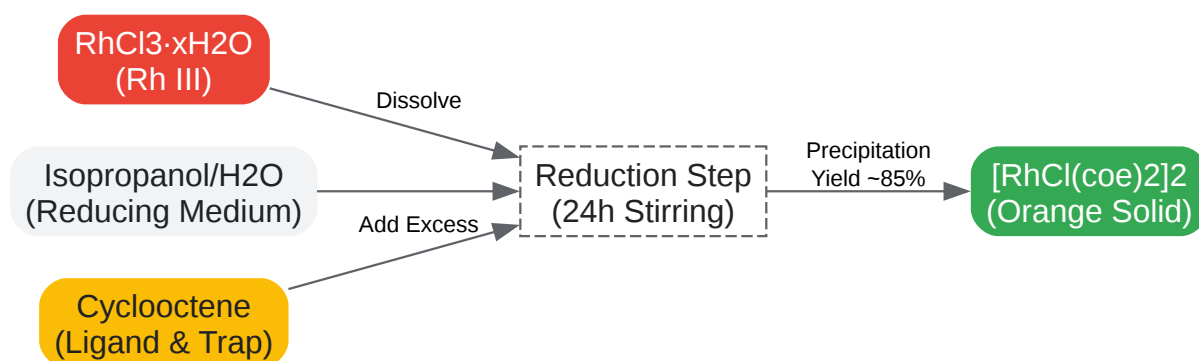 RhCl3·xH2O
(Rh III)
Dissolve
Isopropanol/H2O
(Reducing Medium)
Add Excess
Cyclooctene
(Ligand & Trap)
Reduction Step
(24h Stirring)
Precipitation
Yield ~85%
[RhCl(coe)2]2
(Orange Solid)